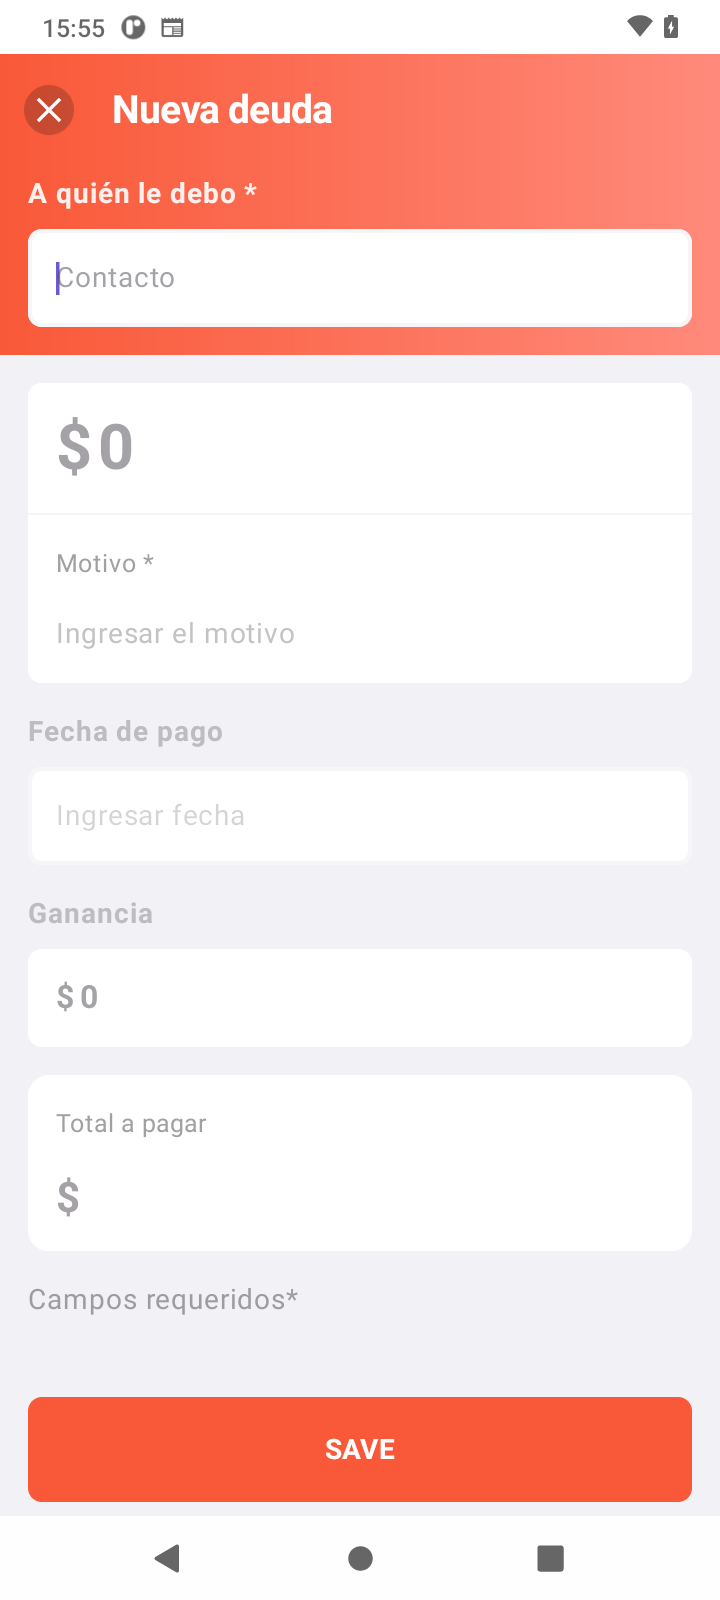 15:55
Nueva deuda
A quién le debo *
Contacto
$0
Motivo *
Ingresar el motivo
Fecha de pago
Ingresar fecha
Ganancia
$0
Total a pagar
$
Campos requeridos*
SAVE